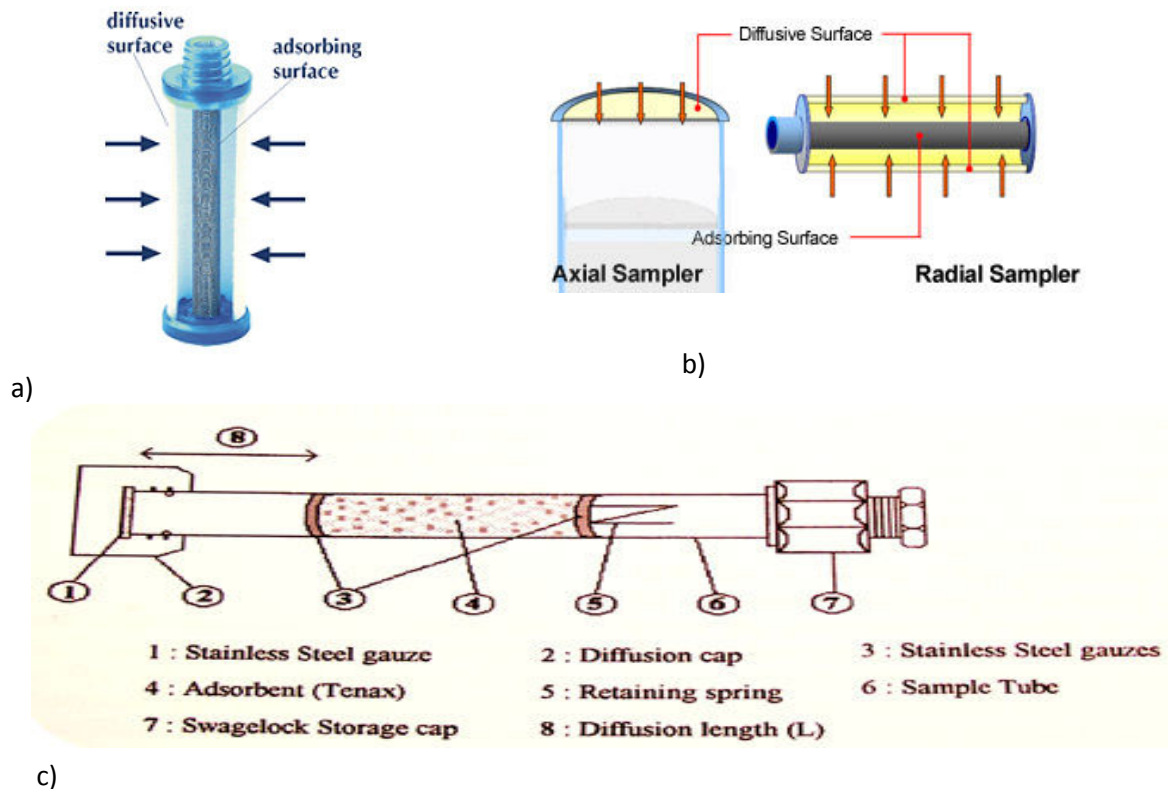 diffusive
surface
adsorbing
surface
Diffusive Surface
Adsorbing Surface
Axial Sampler
Radial Sampler
a)
b)
8
1
2
3
4
5
6
7
1 : Stainless Steel gauze
2 : Diffusion cap
3 : Stainless Steel gauzes
4 : Adsorbent (Tenax)
5 : Retaining spring
6 : Sample Tube
7 : Swagelock Storage cap
8 : Diffusion length (L)
c)